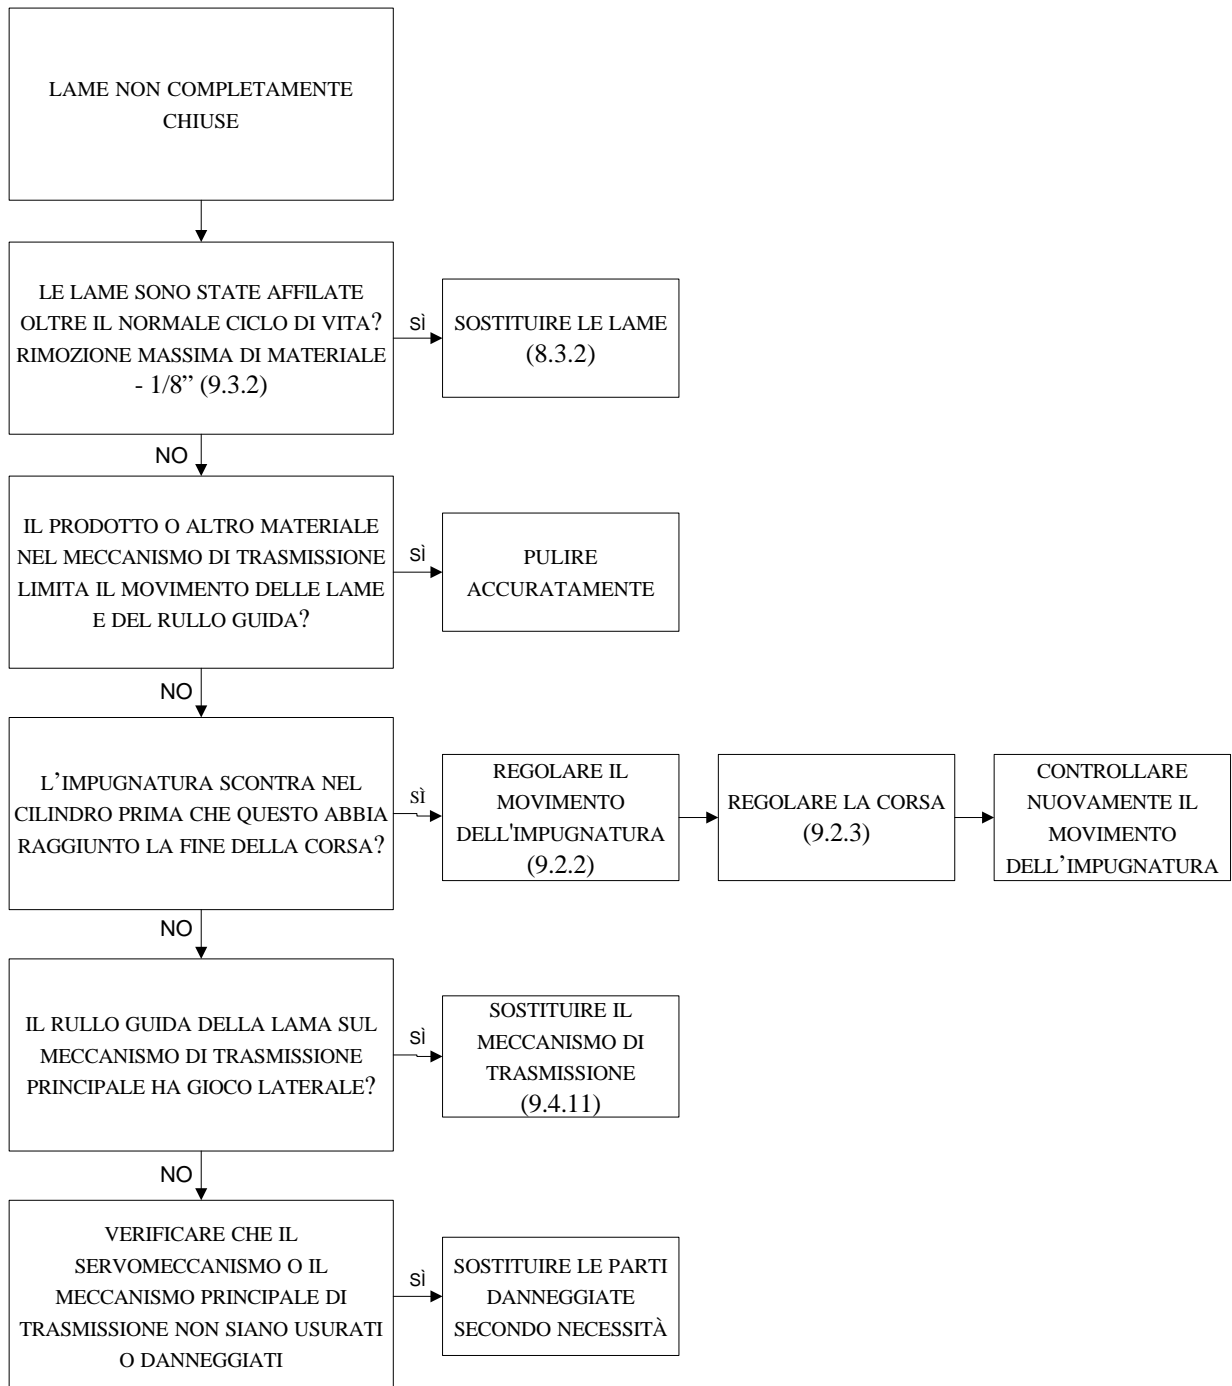 LAME NON COMPLETAMENTE
CHIUSE
LE LAME SONO STATE AFFILATE
OLTRE IL NORMALE CICLO DI VITA?
RIMOZIONE MASSIMA DI MATERIALE
- 1/8” (9.3.2)
SÌ
SOSTITUIRE LE LAME
(8.3.2)
NO
IL PRODOTTO O ALTRO MATERIALE
NEL MECCANISMO DI TRASMISSIONE
LIMITA IL MOVIMENTO DELLE LAME
E DEL RULLO GUIDA?
SÌ
PULIRE
ACCURATAMENTE
NO
L’IMPUGNATURA SCONTRA NEL
CILINDRO PRIMA CHE QUESTO ABBIA
RAGGIUNTO LA FINE DELLA CORSA?
SÌ
REGOLARE IL
MOVIMENTO
DELL'IMPUGNATURA
(9.2.2)
REGOLARE LA CORSA
(9.2.3)
CONTROLLARE
NUOVAMENTE IL
MOVIMENTO
DELL’IMPUGNATURA
NO
IL RULLO GUIDA DELLA LAMA SUL
MECCANISMO DI TRASMISSIONE
PRINCIPALE HA GIOCO LATERALE?
SÌ
SOSTITUIRE IL
MECCANISMO DI
TRASMISSIONE
(9.4.11)
NO
VERIFICARE CHE IL
SERVOMECCANISMO O IL
MECCANISMO PRINCIPALE DI
TRASMISSIONE NON SIANO USURATI
O DANNEGGIATI
SÌ
SOSTITUIRE LE PARTI
DANNEGGIATE
SECONDO NECESSITÀ